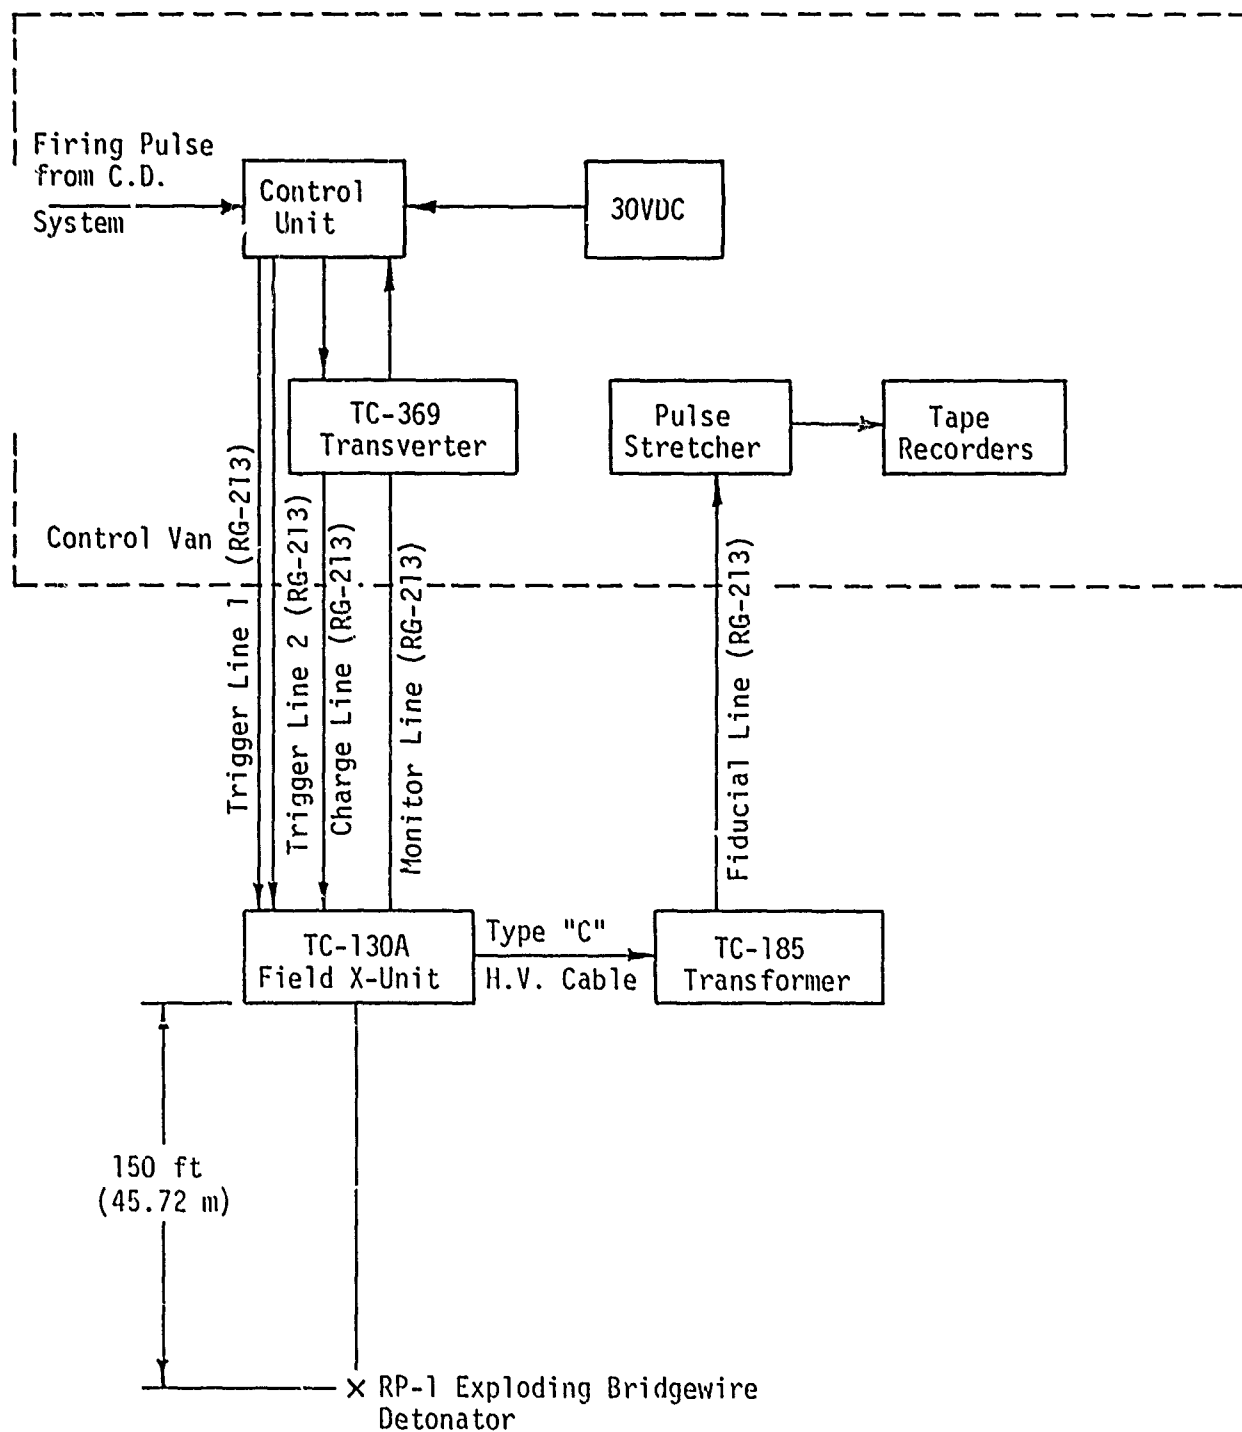 Firing Pulse
from C.D.
System
Control
Unit
30VDC
TC-369
Transverter
Pulse
Stretcher
Tape
Recorders
Control Van
Trigger Line 1 (RG-213)
Trigger Line 2 (RG-213)
Charge Line (RG-213)
Monitor Line (RG-213)
Fiducial Line (RG-213)
TC-130A
Field X-Unit
Type "C"
H.V. Cable
TC-185
Transformer
150 ft
(45.72 m)
RP-1 Exploding Bridgewire
Detonator